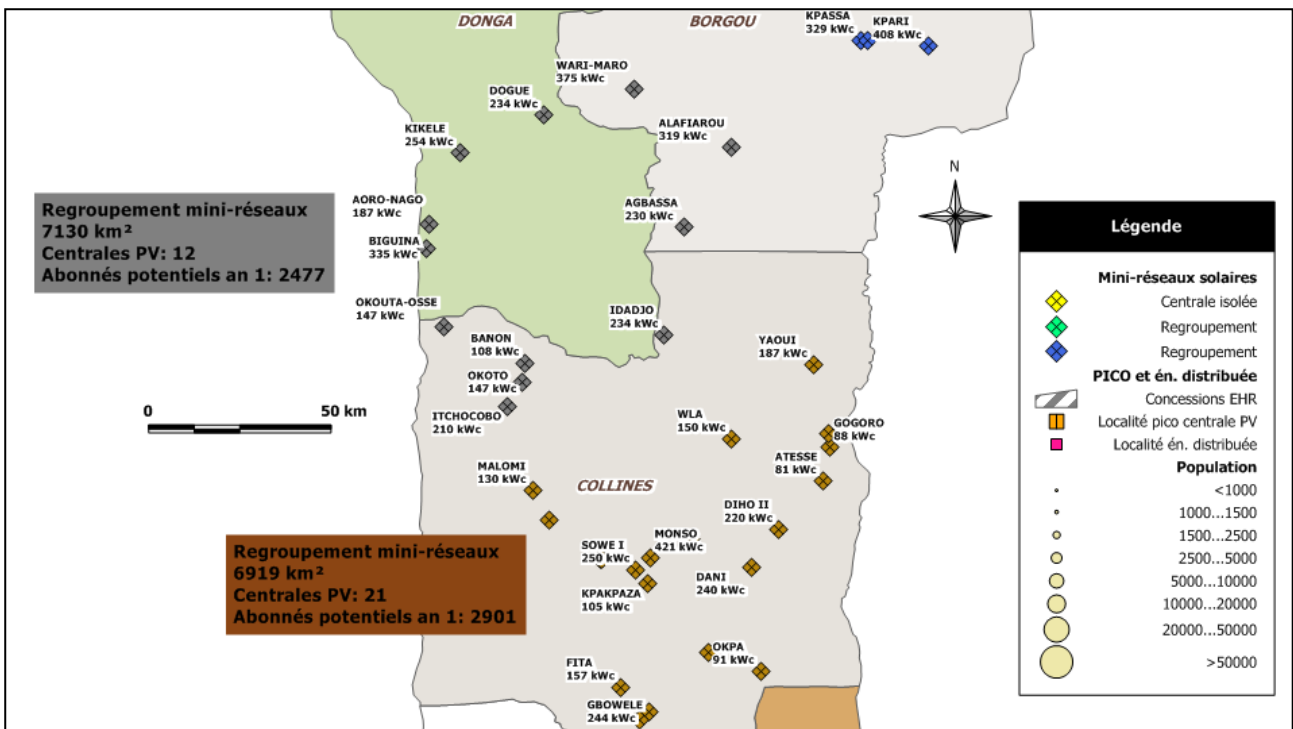 DONGA
BORGOU
KPASSA
329 kWc
KPARI
408 kWc
WARI-MARO
375 kWc
DOGUE
234 kWc
ALAFIAROU
319 kWc
KIKELE
254 kWc
N
AORO-NAGO
187 kWc
AGBASSA
230 kWc
BIGUINA
335 kWc
Regroupement mini-réseaux
7130 km²
Centrales PV: 12
Abonnés potentiels an 1: 2477
OKOUTA-OSSE
147 kWc
IDADJO
234 kWc
BANON
108 kWc
YAOUI
187 kWc
OKOTO
147 kWc
ITCHOCOBO
210 kWc
0
50 km
WLA
150 kWc
GOGORO
88 kWc
ATESSE
81 kWc
MALOMI
130 kWc
COLLINES
DIHO II
220 kWc
MONSO
421 kWc
SOWE I
250 kWc
DANI
240 kWc
KPAKPAZA
105 kWc
Regroupement mini-réseaux
6919 km²
Centrales PV: 21
Abonnés potentiels an 1: 2901
OKPA
91 kWc
FITA
157 kWc
GBOWELE
244 kWc
Légende
Mini-réseaux solaires
Centrale isolée
Regroupement
Regroupement
PICO et én. distribuée
Concessions EHR
Localité pico centrale PV
Localité én. distribuée
Population
<1000
1000...1500
1500...2500
2500...5000
5000...10000
10000...20000
20000...50000
>50000